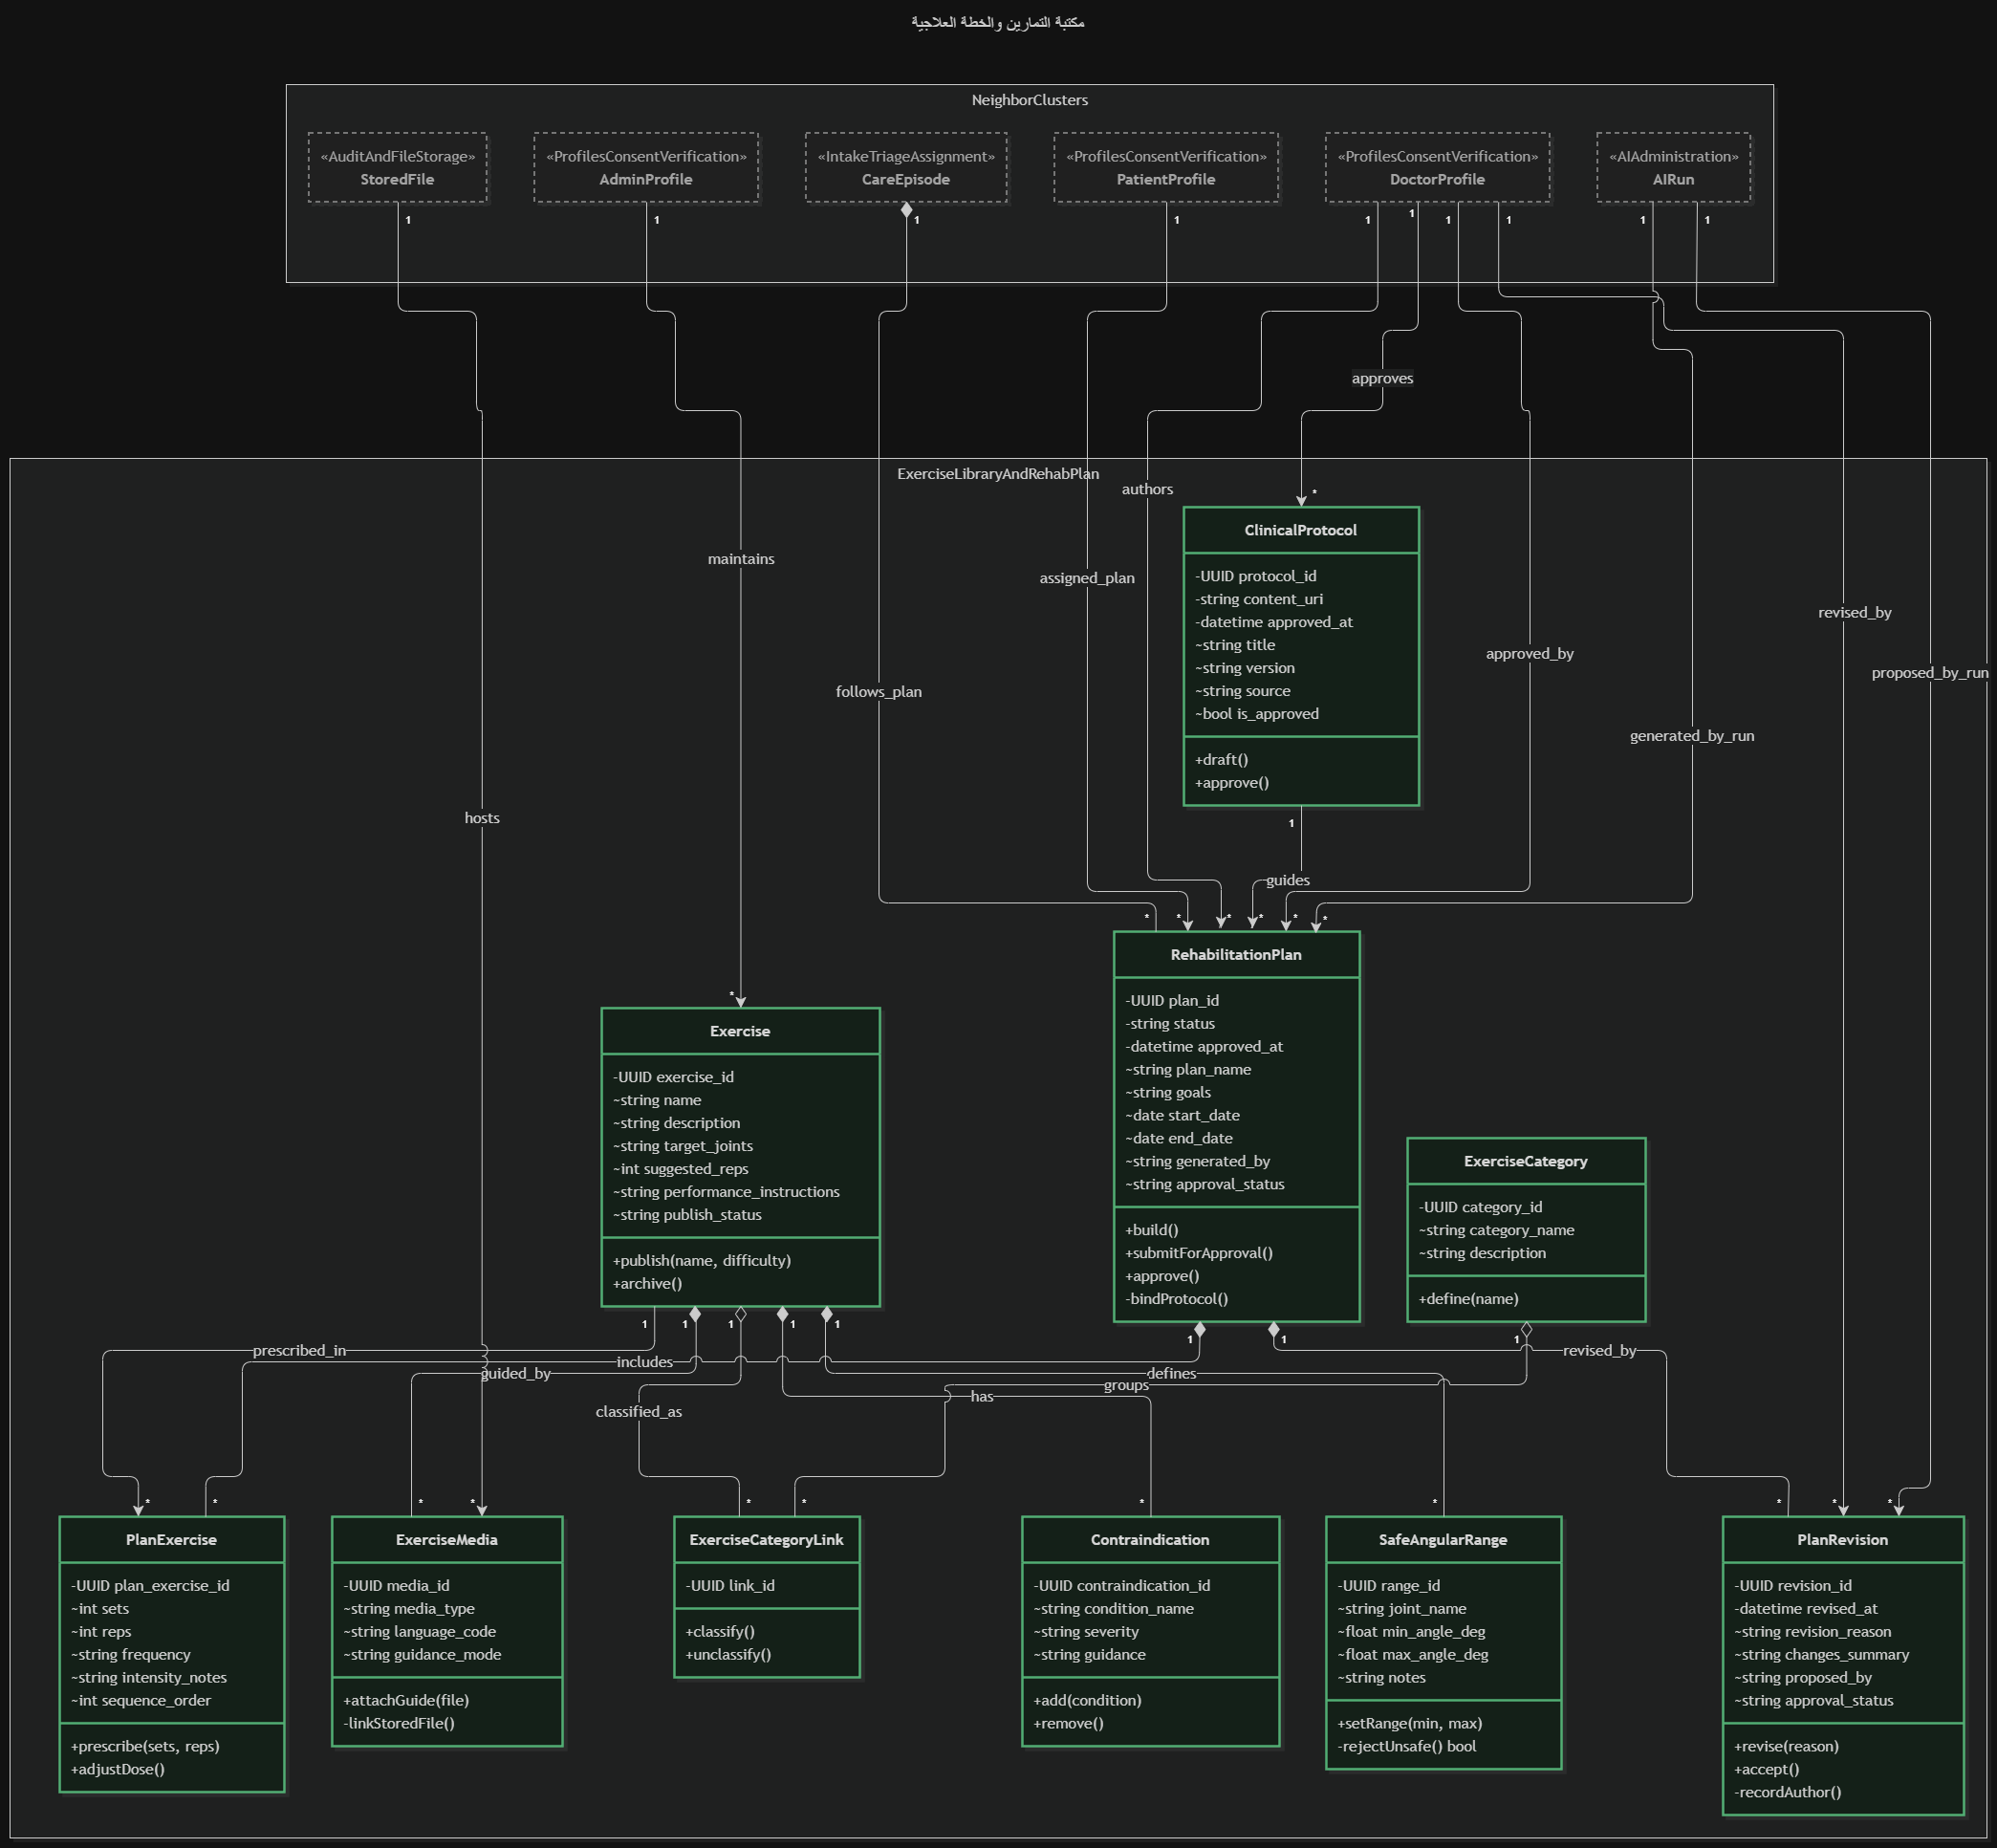 مكتبة التمارين والخطة العلاجية
NeighborClusters
«AuditAndFileStorage»
StoredFile
«ProfilesConsentVerification»
AdminProfile
«IntakeTriageAssignment»
CareEpisode
«ProfilesConsentVerification»
PatientProfile
«ProfilesConsentVerification»
DoctorProfile
«AIAdministration»
AIRun
1
1
1
1
1
1
1
1
1
1
approves
ExerciseLibraryAndRehabPlan
authors
*
maintains
assigned_plan
revised_by
approved_by
proposed_by_run
follows_plan
generated_by_run
hosts
ClinicalProtocol
-UUID protocol_id
-string content_uri
-datetime approved_at
~string title
~string version
~string source
~bool is_approved
+draft()
+approve()
1
guides
*
*
*
*
*
*
RehabilitationPlan
-UUID plan_id
-string status
-datetime approved_at
~string plan_name
~string goals
~date start_date
~date end_date
~string generated_by
~string approval_status
+build()
+submitForApproval()
+approve()
-bindProtocol()
*
Exercise
-UUID exercise_id
~string name
~string description
~string target_joints
~int suggested_reps
~string performance_instructions
~string publish_status
+publish(name, difficulty)
+archive()
ExerciseCategory
-UUID category_id
~string category_name
~string description
+define(name)
1
1
1
1
1
1
1
1
prescribed_in
includes
guided_by
classified_as
has
groups
defines
revised_by
*
*
*
*
*
*
*
*
*
*
*
PlanExercise
-UUID plan_exercise_id
~int sets
~int reps
~string frequency
~string intensity_notes
~int sequence_order
+prescribe(sets, reps)
+adjustDose()
ExerciseMedia
-UUID media_id
~string media_type
~string language_code
~string guidance_mode
+attachGuide(file)
-linkStoredFile()
ExerciseCategoryLink
-UUID link_id
+classify()
+unclassify()
Contraindication
-UUID contraindication_id
~string condition_name
~string severity
~string guidance
+add(condition)
+remove()
SafeAngularRange
-UUID range_id
~string joint_name
~float min_angle_deg
~float max_angle_deg
~string notes
+setRange(min, max)
-rejectUnsafe() bool
PlanRevision
-UUID revision_id
-datetime revised_at
~string revision_reason
~string changes_summary
~string proposed_by
~string approval_status
+revise(reason)
+accept()
-recordAuthor()